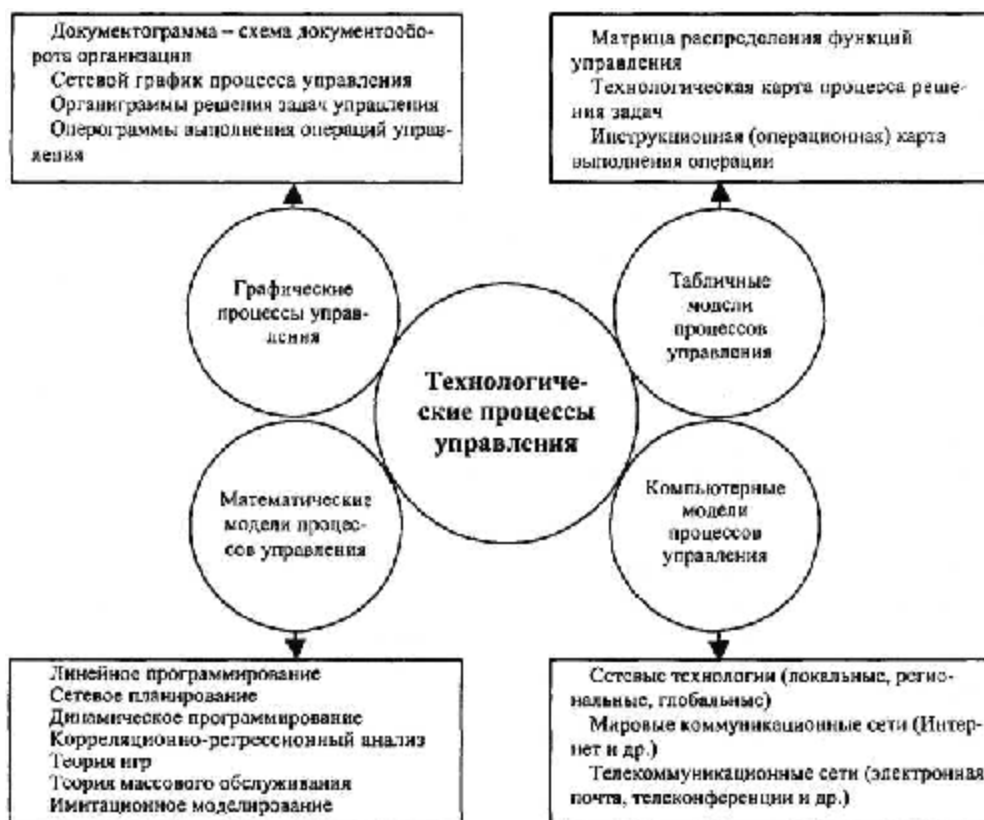 Документограмма – схема документообо-
рота организации
Сетевой график процесса управления
Органиграммы решения задач управления
Оперограммы выполнения операций управ-
ления
Матрица распределения функций
управления
Технологическая карта процесса реше-
ния задач
Инструкционная (операционная) карта
выполнения операции
Графические
процессы управ-
ления
Табличные
модели
процессов
управления
Технологиче-
ские процессы
управления
Математические
модели процес-
сов управления
Компьютерные
модели
процессов
управления
Линейное программирование
Сетевое планирование
Динамическое программирование
Корреляционно-регрессионный анализ
Теория игр
Теория массового обслуживания
Имитационное моделирование
Сетевые технологии (локальные, регио-
нальные, глобальные)
Мировые коммуникационные сети (Интер-
нет и др.)
Телекоммуникационные сети (электронная
почта, телеконференции и др.)